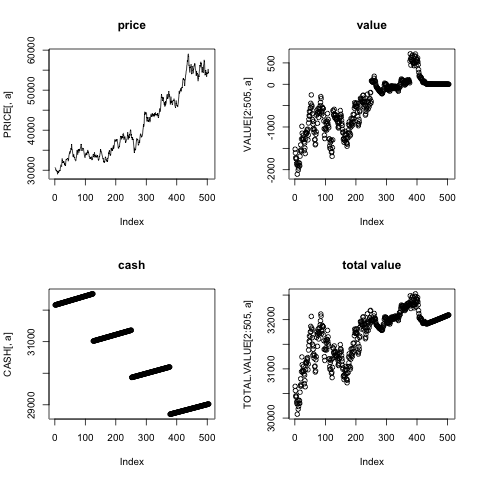 price
PRICE[, a]
30000 40000 50000 60000
0 100 200 300 400 500
Index
value
VALUE[2:505, a]
-2000 -1000 0 500
0 100 200 300 400 500
Index
cash
CASH[, a]
29000 31000
0 100 200 300 400 500
Index
total value
TOTAL.VALUE[2:505, a]
30000 31000 32000
0 100 200 300 400 500
Index